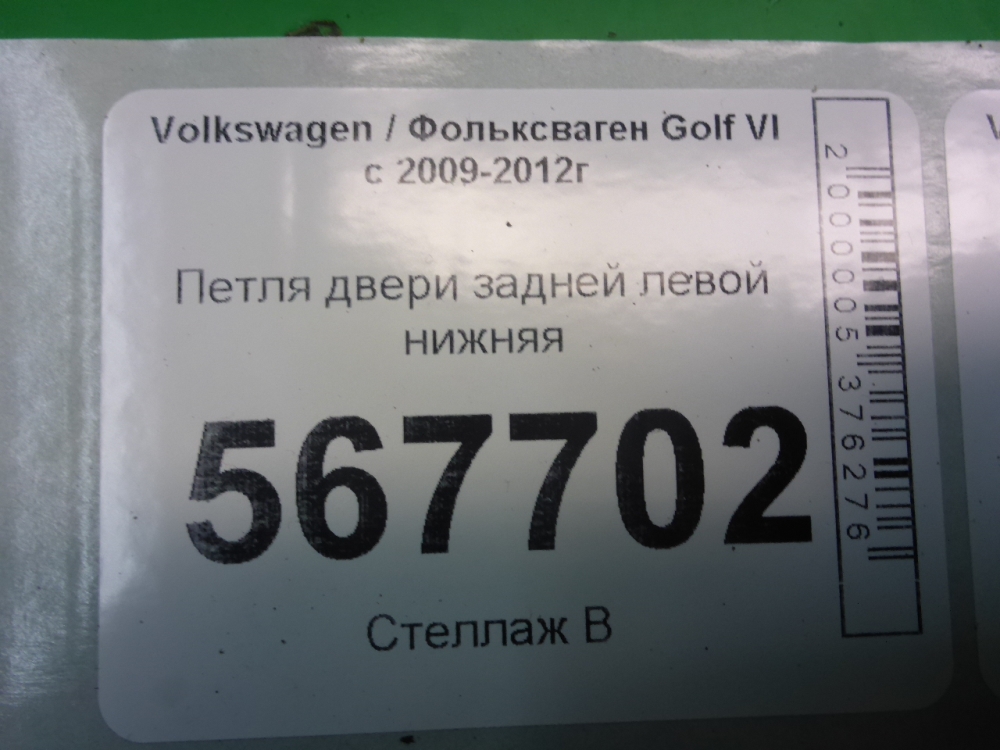 Volkswagen / Фольксваген Golf VI
с 2009-2012г
Петля двери задней левой
нижняя
567702
Стеллаж В
2000005376276